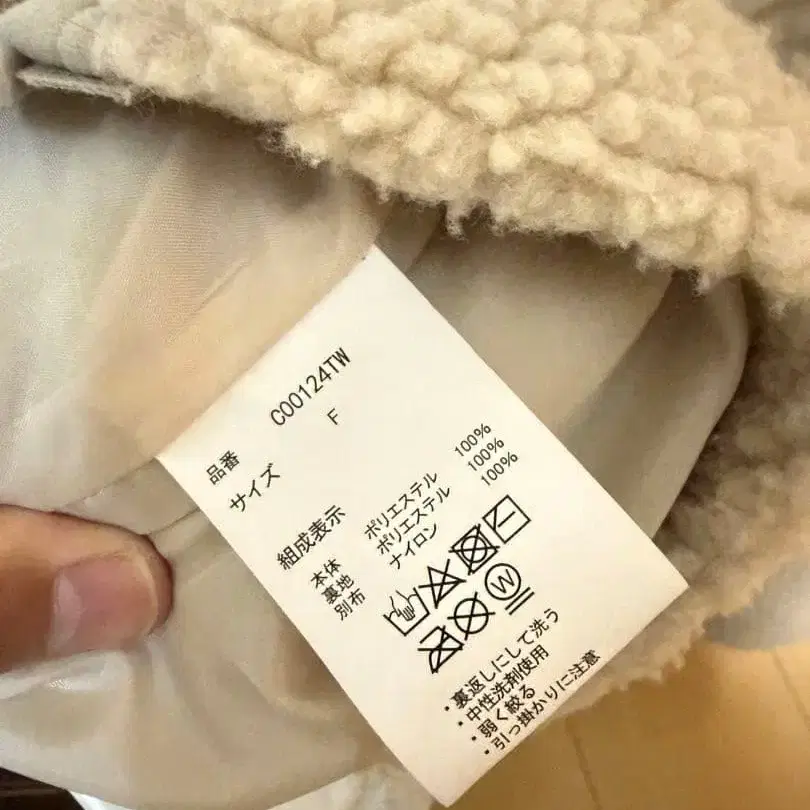 品番 C00124TW
サイズ F
組成表示
本体 ポリエステル 100%
裏地 ポリエステル 100%
別布 ナイロン 100%
W
・裏返しにして洗う
・中性洗剤使用
・弱く絞る
・引っ掛かりに注意